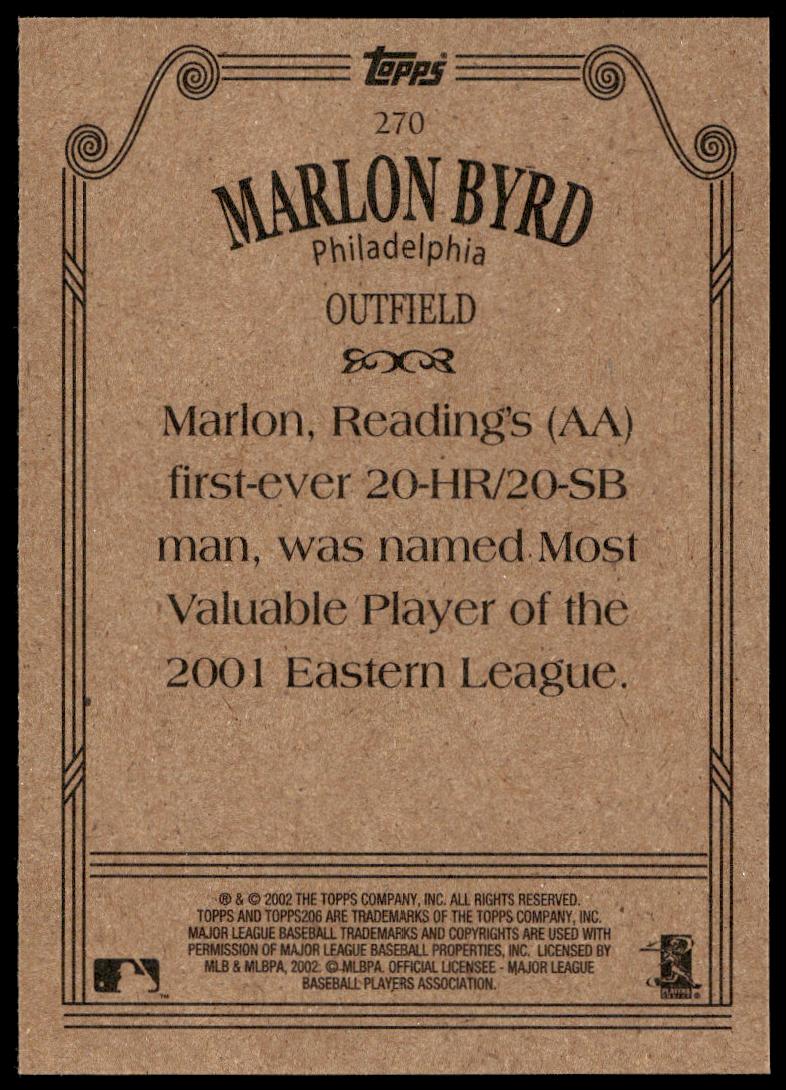 Topps
270
MARLON BYRD
Philadelphia
OUTFIELD
Marlon, Reading's (AA)
first-ever 20-HR/20-SB
man, was named Most
Valuable Player of the
2001 Eastern League.
® & © 2002 THE TOPPS COMPANY, INC. ALL RIGHTS RESERVED.
TOPPS AND TOPPS206 ARE TRADEMARKS OF THE TOPPS COMPANY, INC.
MAJOR LEAGUE BASEBALL TRADEMARKS AND COPYRIGHTS ARE USED WITH
PERMISSION OF MAJOR LEAGUE BASEBALL PROPERTIES, INC. LICENSED BY
MLB & MLBPA, 2002. © MLBPA. OFFICIAL LICENSEE - MAJOR LEAGUE
BASEBALL PLAYERS ASSOCIATION.
TM
PLAYERS
CHOICE ®